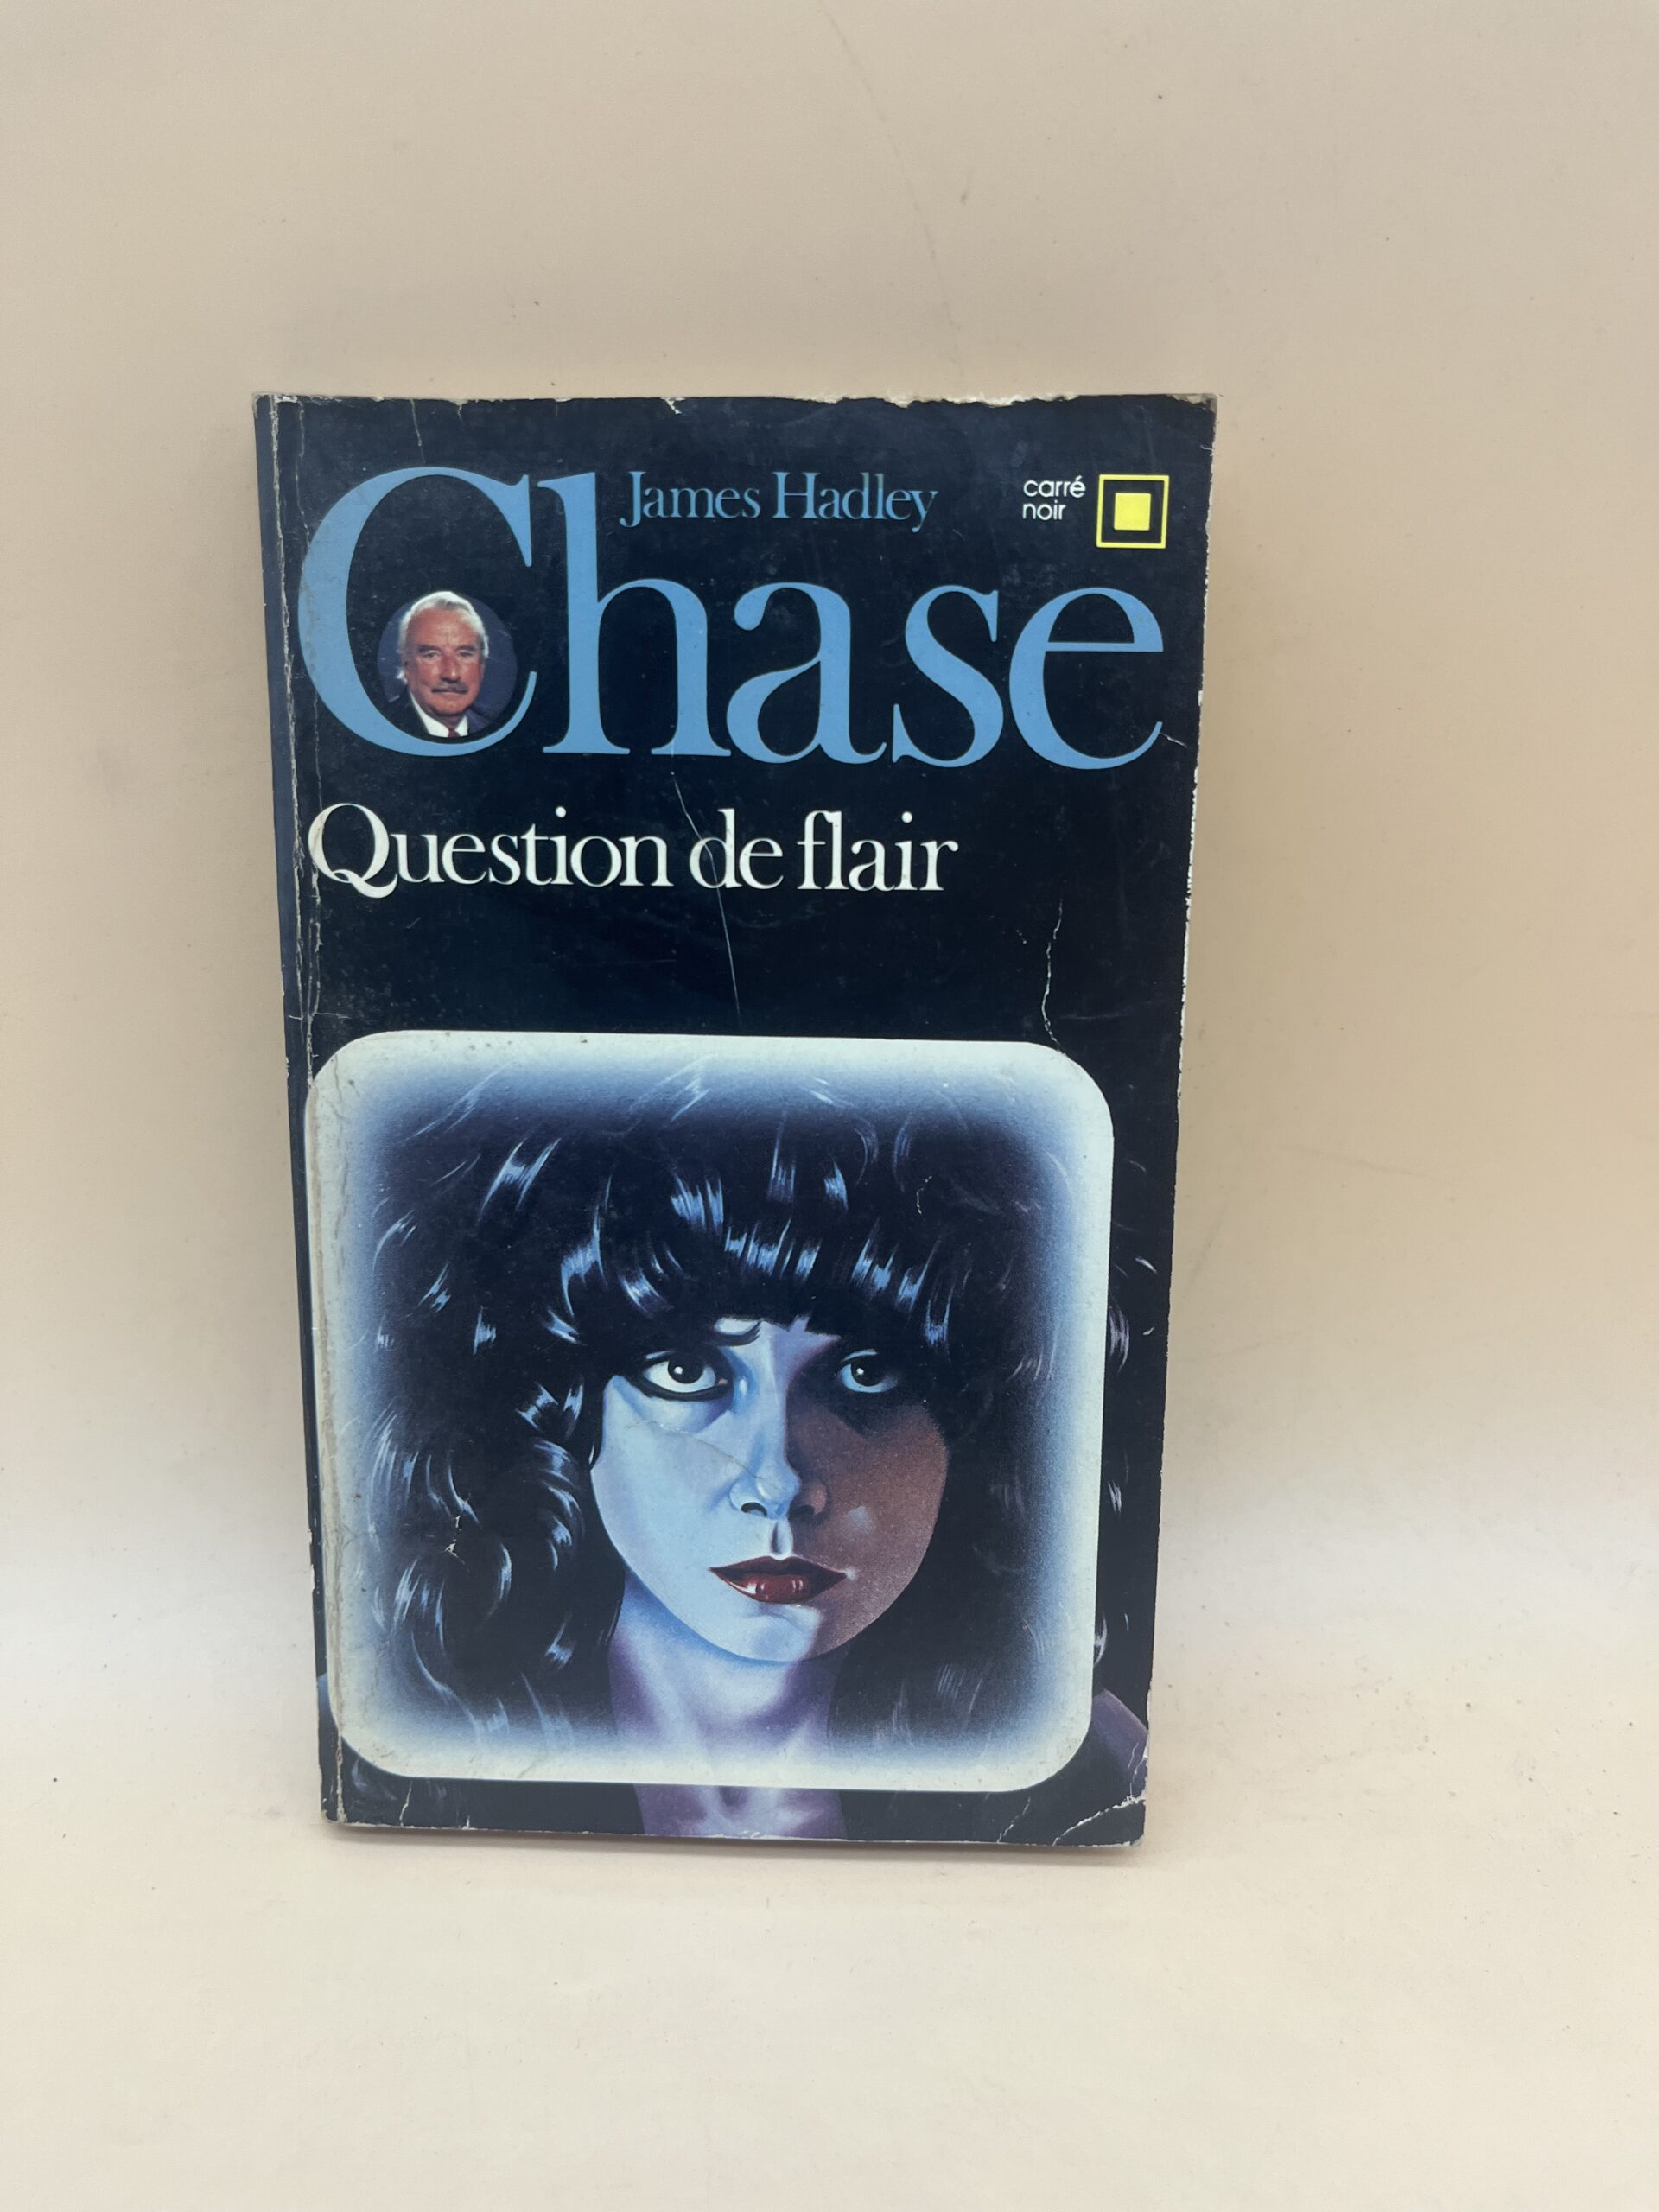 James Hadley
Chase
carré
noir
Question de flair